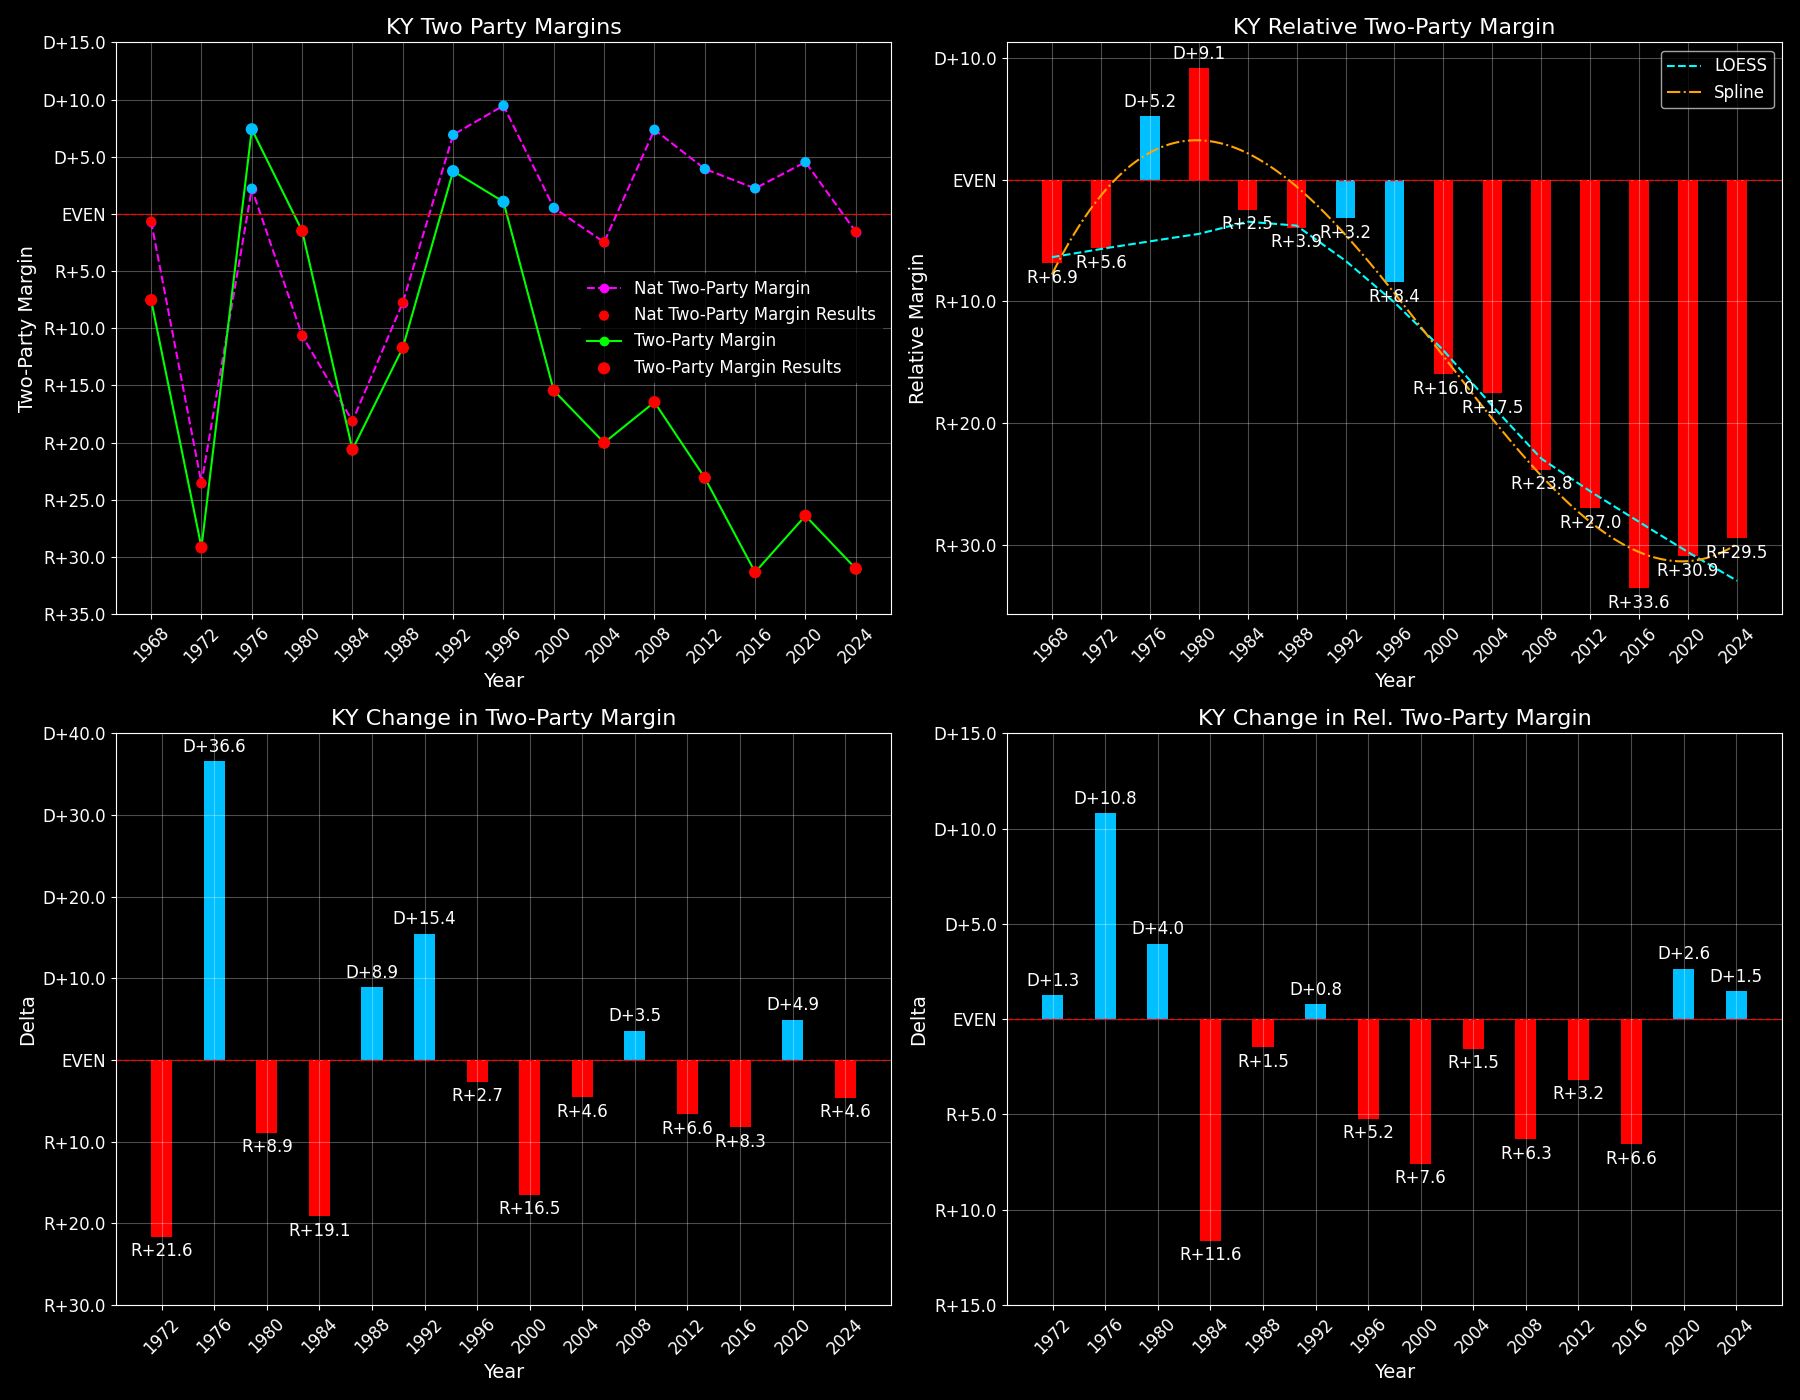 KY Two Party Margins
D+15.0
D+10.0
D+5.0
EVEN
R+5.0
R+10.0
R+15.0
R+20.0
R+25.0
R+30.0
R+35.0
Two-Party Margin
Nat Two-Party Margin
Nat Two-Party Margin Results
Two-Party Margin
Two-Party Margin Results
1968
1972
1976
1980
1984
1988
1992
1996
2000
2004
2008
2012
2016
2020
2024
Year
KY Relative Two-Party Margin
D+10.0
EVEN
R+10.0
R+20.0
R+30.0
Relative Margin
LOESS
Spline
R+6.9
R+5.6
D+5.2
D+9.1
R+2.5
R+3.9
R+3.2
R+8.4
R+16.0
R+17.5
R+23.8
R+27.0
R+33.6
R+30.9
R+29.5
1968
1972
1976
1980
1984
1988
1992
1996
2000
2004
2008
2012
2016
2020
2024
Year
KY Change in Two-Party Margin
D+40.0
D+30.0
D+20.0
D+10.0
EVEN
R+10.0
R+20.0
R+30.0
Delta
R+21.6
D+36.6
R+8.9
R+19.1
D+8.9
D+15.4
R+2.7
R+16.5
R+4.6
D+3.5
R+6.6
R+8.3
D+4.9
R+4.6
1972
1976
1980
1984
1988
1992
1996
2000
2004
2008
2012
2016
2020
2024
Year
KY Change in Rel. Two-Party Margin
D+15.0
D+10.0
D+5.0
EVEN
R+5.0
R+10.0
R+15.0
Delta
D+1.3
D+10.8
D+4.0
R+11.6
R+1.5
D+0.8
R+5.2
R+7.6
R+1.5
R+6.3
R+3.2
R+6.6
D+2.6
D+1.5
1972
1976
1980
1984
1988
1992
1996
2000
2004
2008
2012
2016
2020
2024
Year